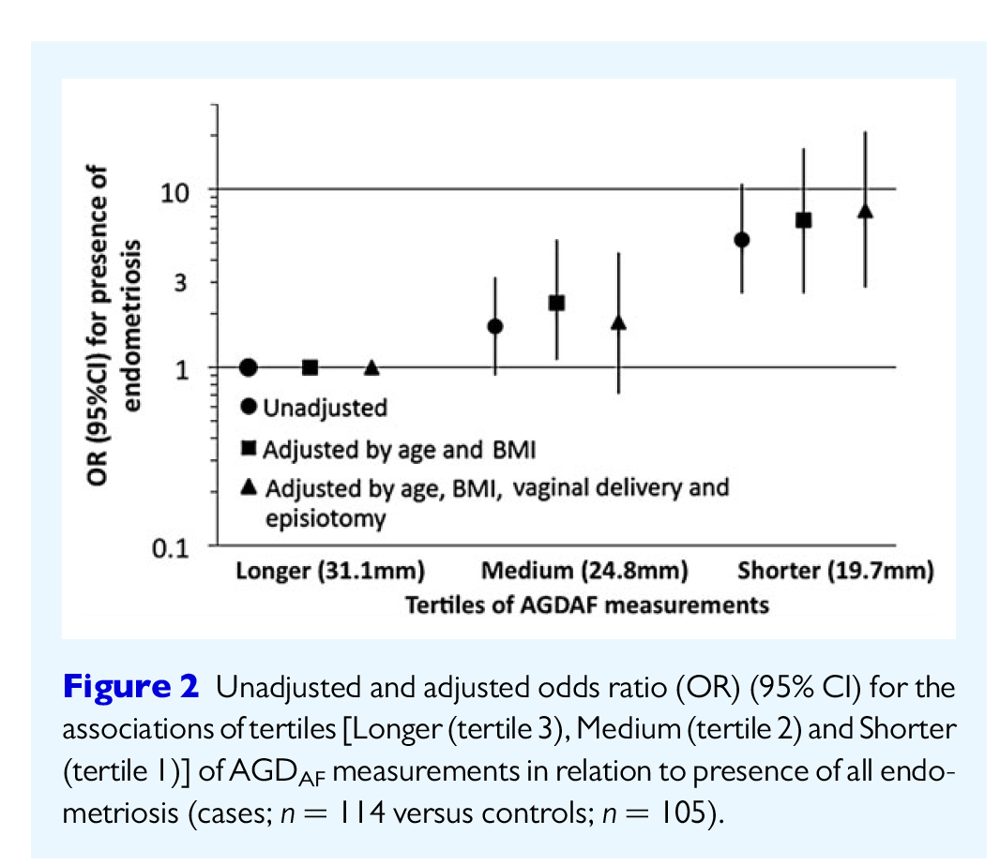 OR (95%CI) for presence of
endometriosis
10
3
1
0.1
Unadjusted
Adjusted by age and BMI
Adjusted by age, BMI, vaginal delivery and
episiotomy
Longer (31.1mm) Medium (24.8mm) Shorter (19.7mm)
Tertiles of AGDAF measurements
Figure 2 Unadjusted and adjusted odds ratio (OR) (95% CI) for the
associations of tertiles [Longer (tertile 3), Medium (tertile 2) and Shorter
(tertile 1)] of AGDAF measurements in relation to presence of all endo-
metriosis (cases; n = 114 versus controls; n = 105).